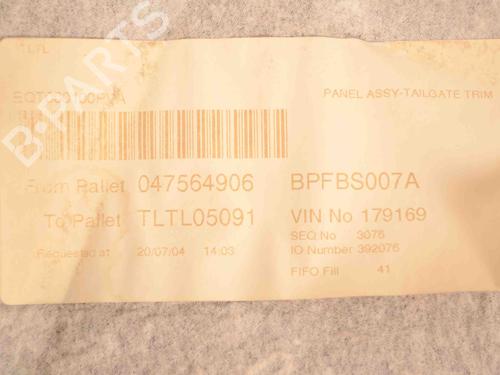 PANEL ASSY-TAILGATE TRIM
From Pallet 047564906 BPFBS007A
To Pallet TLTL05091 VIN No 179169
Requested at 20/07/04 14:03
SEQ No 3075
IO Number 392076
FIFO Fill 41
B-PARTS